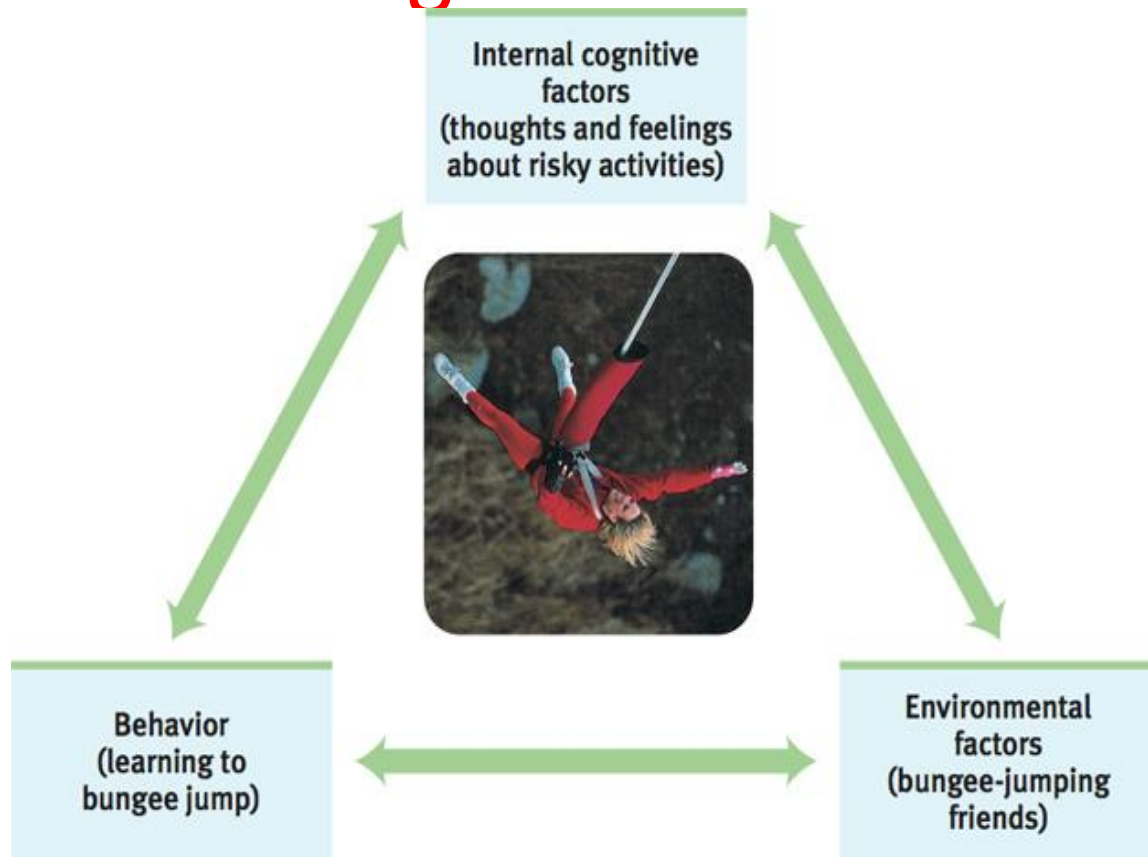 Internal cognitive
factors
(thoughts and feelings
about risky activities)
Behavior
(learning to
bungee jump)
Environmental
factors
(bungee-jumping
friends)